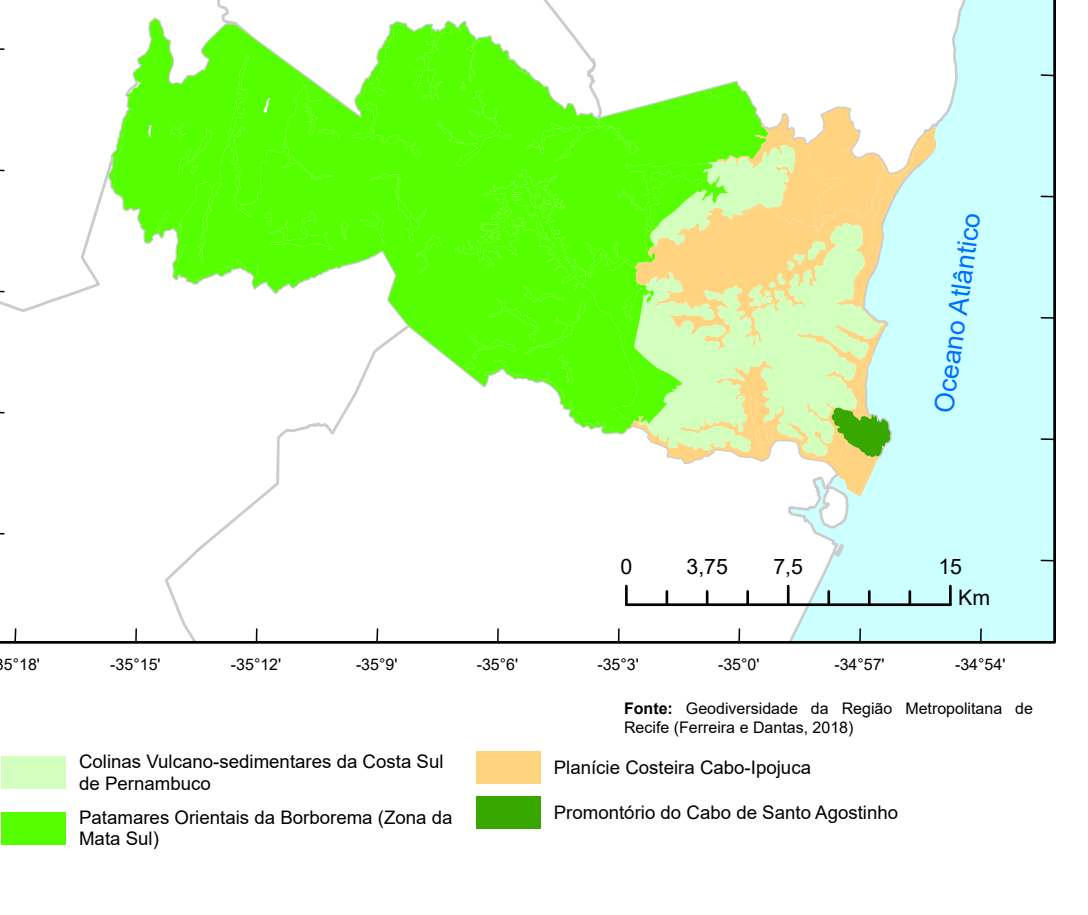 Oceano Atlântico
0 3,75 7,5 15
Km
35°18' -35°15' -35°12' -35°9' -35°6' -35°3' -35°0' -34°57' -34°54'
Fonte: Geodiversidade da Região Metropolitana de
Recife (Ferreira e Dantas, 2018)
Colinas Vulcano-sedimentares da Costa Sul
de Pernambuco
Patamares Orientais da Borborema (Zona da
Mata Sul)
Planície Costeira Cabo-Ipojuca
Promontório do Cabo de Santo Agostinho